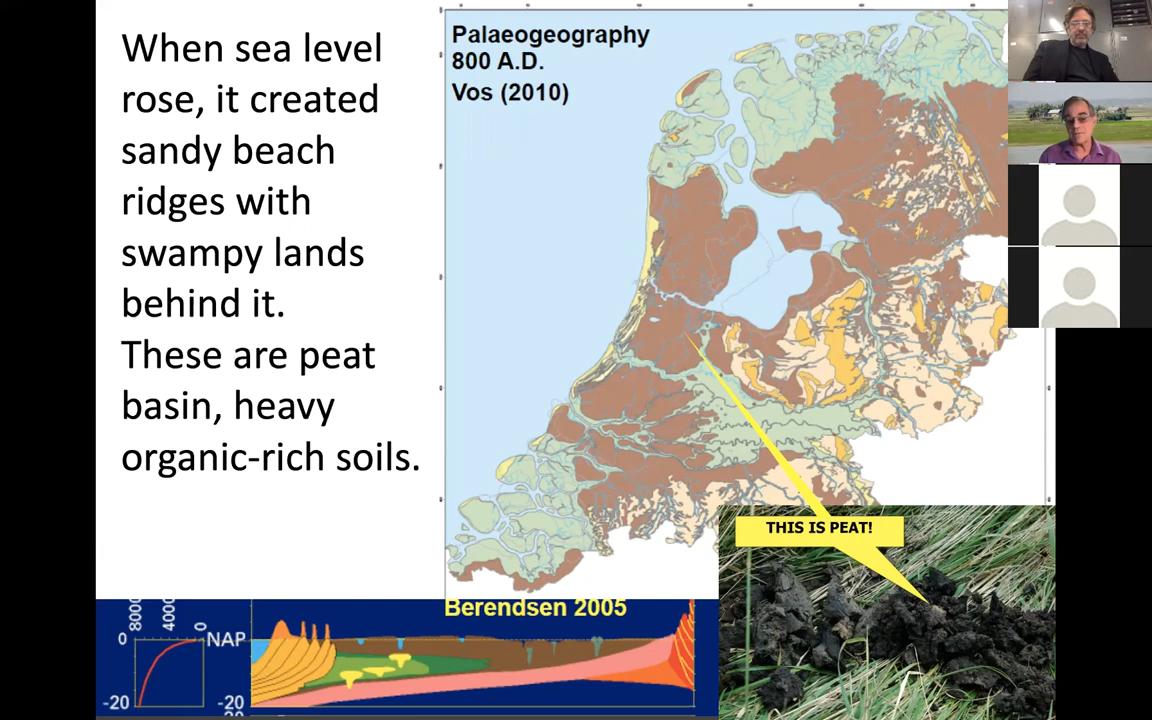 When sea level
rose, it created
sandy beach
ridges with
swampy lands
behind it.
These are peat
basin, heavy
organic-rich soils.
Palaeogeography
800 A.D.
Vos (2010)
THIS IS PEAT!
Berendsen 2005
8000
4000
0
0
NAP
-20
-20